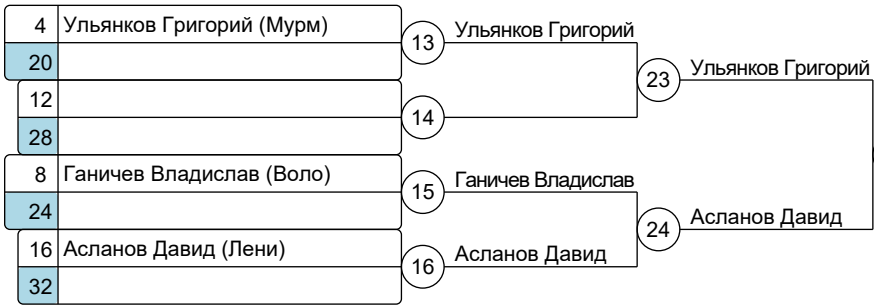 4 Ульянков Григорий (Мурм)
20
13 Ульянков Григорий
12
28
14
23 Ульянков Григорий
8 Ганичев Владислав (Воло)
24
15 Ганичев Владислав
16 Асланов Давид (Лени)
32
16 Асланов Давид
24 Асланов Давид